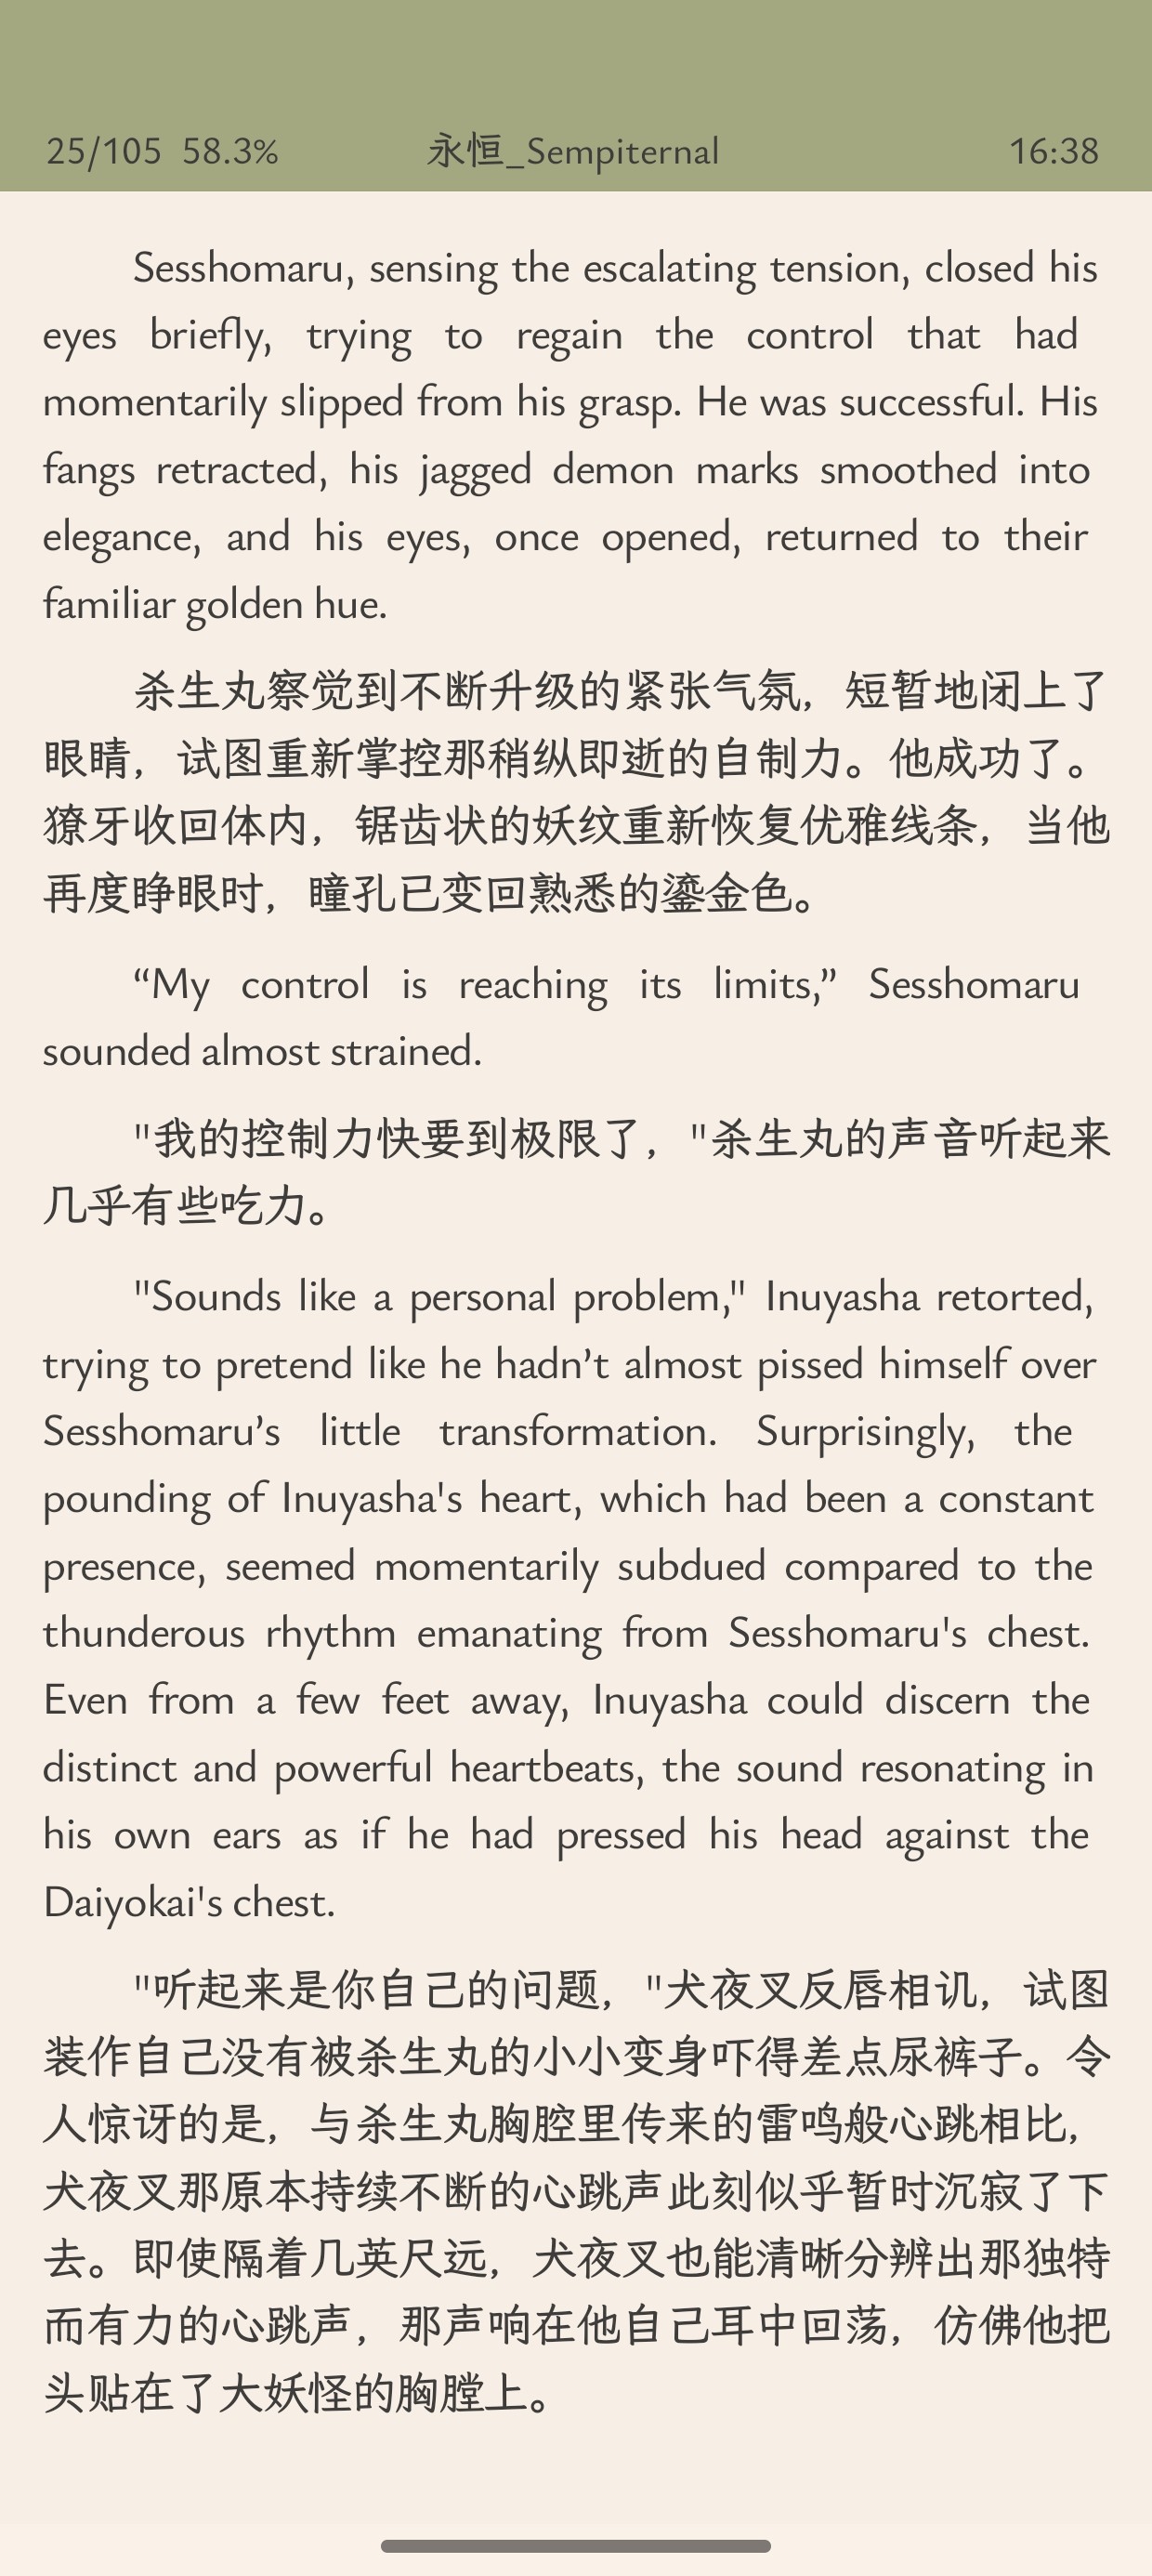 25/105 58.3% 永恒_Sempiternal 16:38
Sesshomaru, sensing the escalating tension, closed his
eyes briefly, trying to regain the control that had
momentarily slipped from his grasp. He was successful. His
fangs retracted, his jagged demon marks smoothed into
elegance, and his eyes, once opened, returned to their
familiar golden hue.
杀生丸察觉到不断升级的紧张气氛，短暂地闭上了
眼睛，试图重新掌控那稍纵即逝的自制力。他成功了。
獠牙收回体内，锯齿状的妖纹重新恢复优雅线条，当他
再度睁眼时，瞳孔已变回熟悉的鎏金色。
“My control is reaching its limits,” Sesshomaru
sounded almost strained.
"我的控制力快要到极限了，"杀生丸的声音听起来
几乎有些吃力。
"Sounds like a personal problem," Inuyasha retorted,
trying to pretend like he hadn’t almost pissed himself over
Sesshomaru’s little transformation. Surprisingly, the
pounding of Inuyasha's heart, which had been a constant
presence, seemed momentarily subdued compared to the
thunderous rhythm emanating from Sesshomaru's chest.
Even from a few feet away, Inuyasha could discern the
distinct and powerful heartbeats, the sound resonating in
his own ears as if he had pressed his head against the
Daiyokai's chest.
"听起来是你自己的问题，"犬夜叉反唇相讥，试图
装作自己没有被杀生丸的小小变身吓得差点尿裤子。令
人惊讶的是，与杀生丸胸腔里传来的雷鸣般心跳相比，
犬夜叉那原本持续不断的心跳声此刻似乎暂时沉寂了下
去。即使隔着几英尺远，犬夜叉也能清晰分辨出那独特
而有力的心跳声，那声响在他自己耳中回荡，仿佛他把
头贴在了大妖怪的胸膛上。